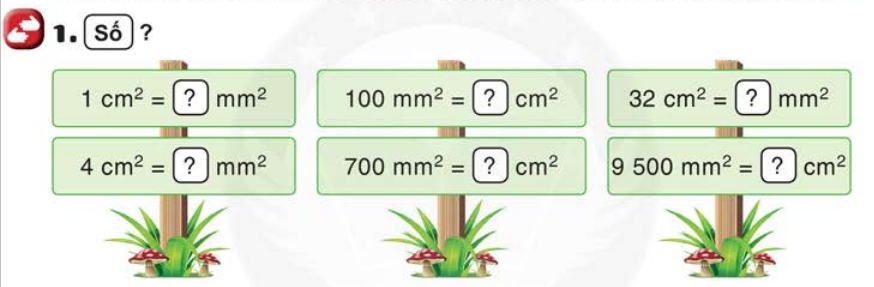 1. Số ?
1 cm² = ? mm²
4 cm² = ? mm²
100 mm² = ? cm²
700 mm² = ? cm²
32 cm² = ? mm²
9 500 mm² = ? cm²